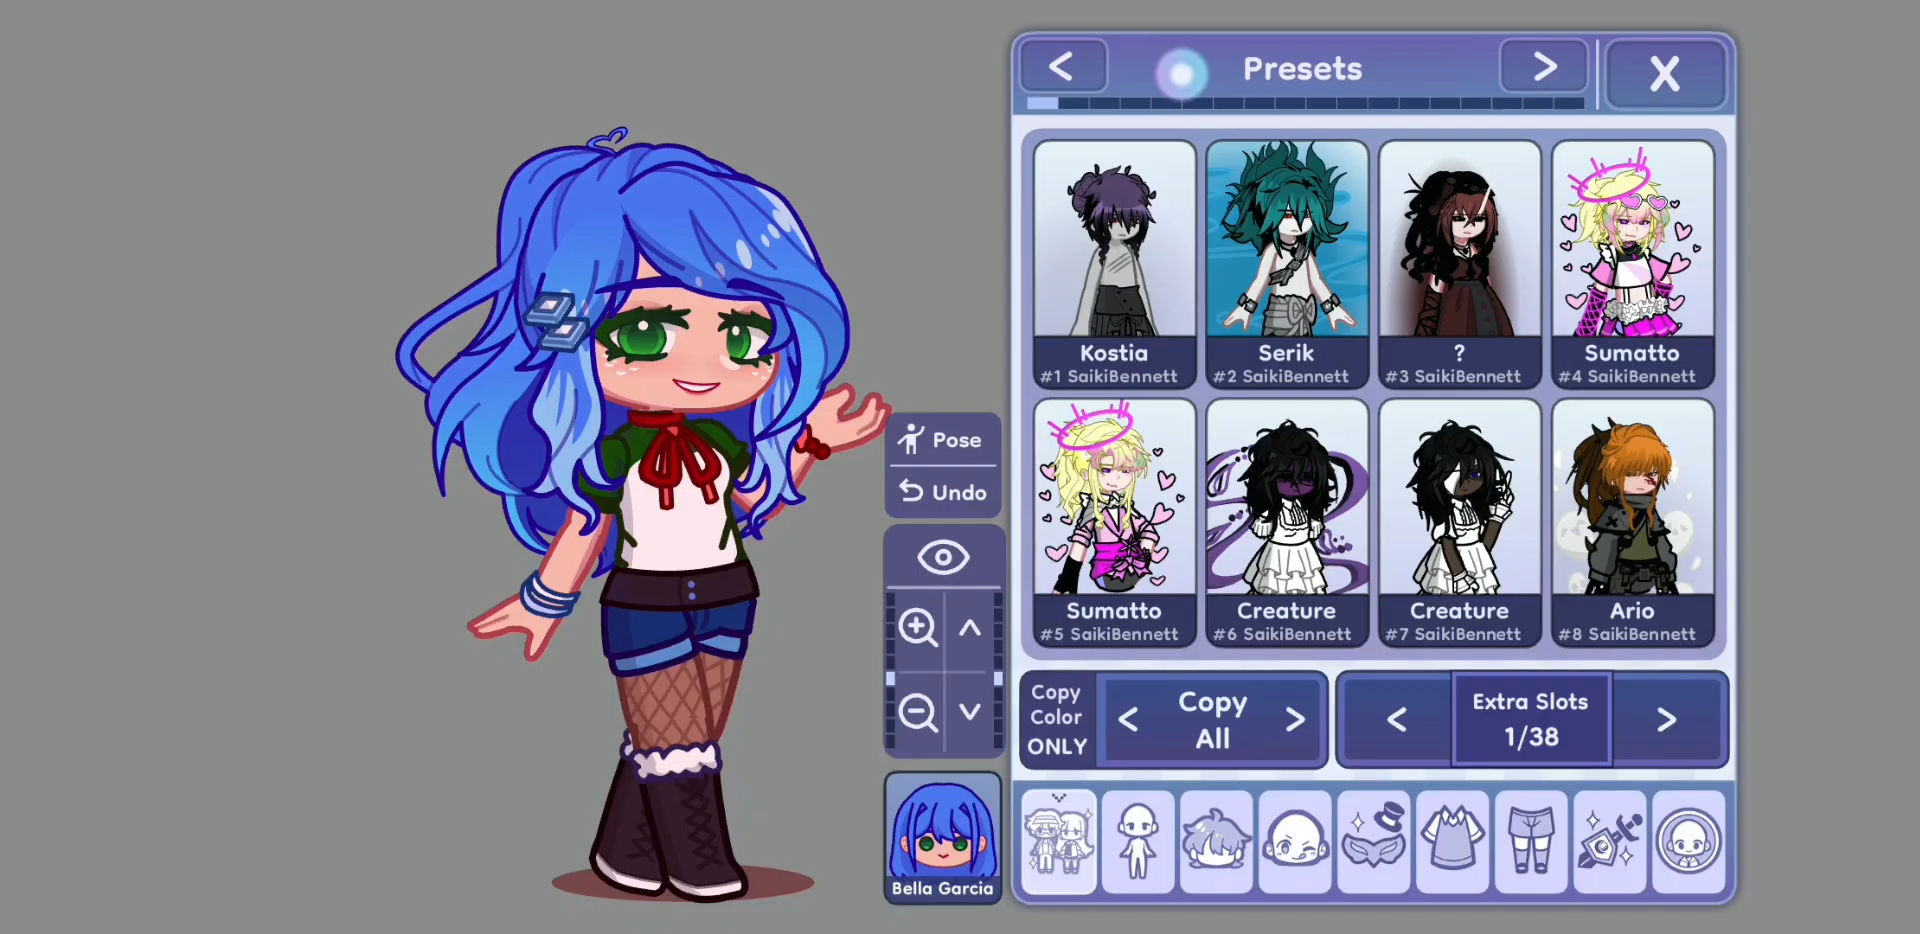 <
Presets
>
X
Kostia
#1 SaikiBennett
Serik
#2 SaikiBennett
?
#3 SaikiBennett
Sumatto
#4 SaikiBennett
Pose
Undo
Sumatto
#5 SaikiBennett
Creature
#6 SaikiBennett
Creature
#7 SaikiBennett
Ario
#8 SaikiBennett
Copy
Color
ONLY
<
Copy
All
>
<
Extra Slots
1/38
>
Bella Garcia